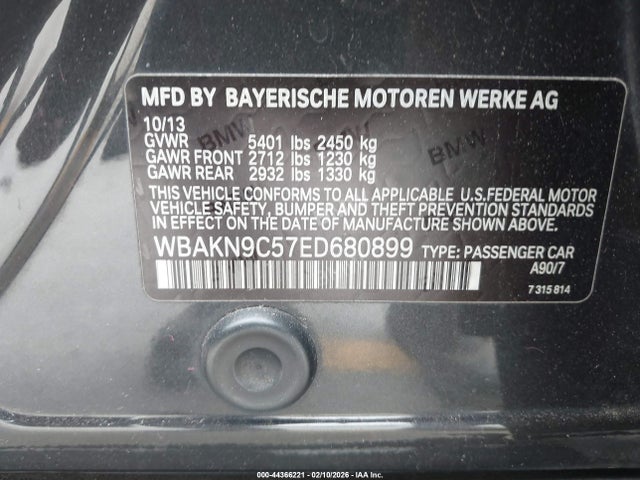 MFD BY BAYERISCHE MOTOREN WERKE AG
10/13
GVWR 5401 lbs 2450 kg
GAWR FRONT 2712 lbs 1230 kg
GAWR REAR 2932 lbs 1330 kg
THIS VEHICLE CONFORMS TO ALL APPLICABLE U.S.FEDERAL MOTOR
VEHICLE SAFETY, BUMPER AND THEFT PREVENTION STANDARDS
IN EFFECT ON THE DATE OF MANUFACTURE SHOWN ABOVE.
WBAKN9C57ED680899 TYPE: PASSENGER CAR
A90/7
7 315 814
BMW
BMW
000-44366221 - 02/10/2026 - IAA Inc.